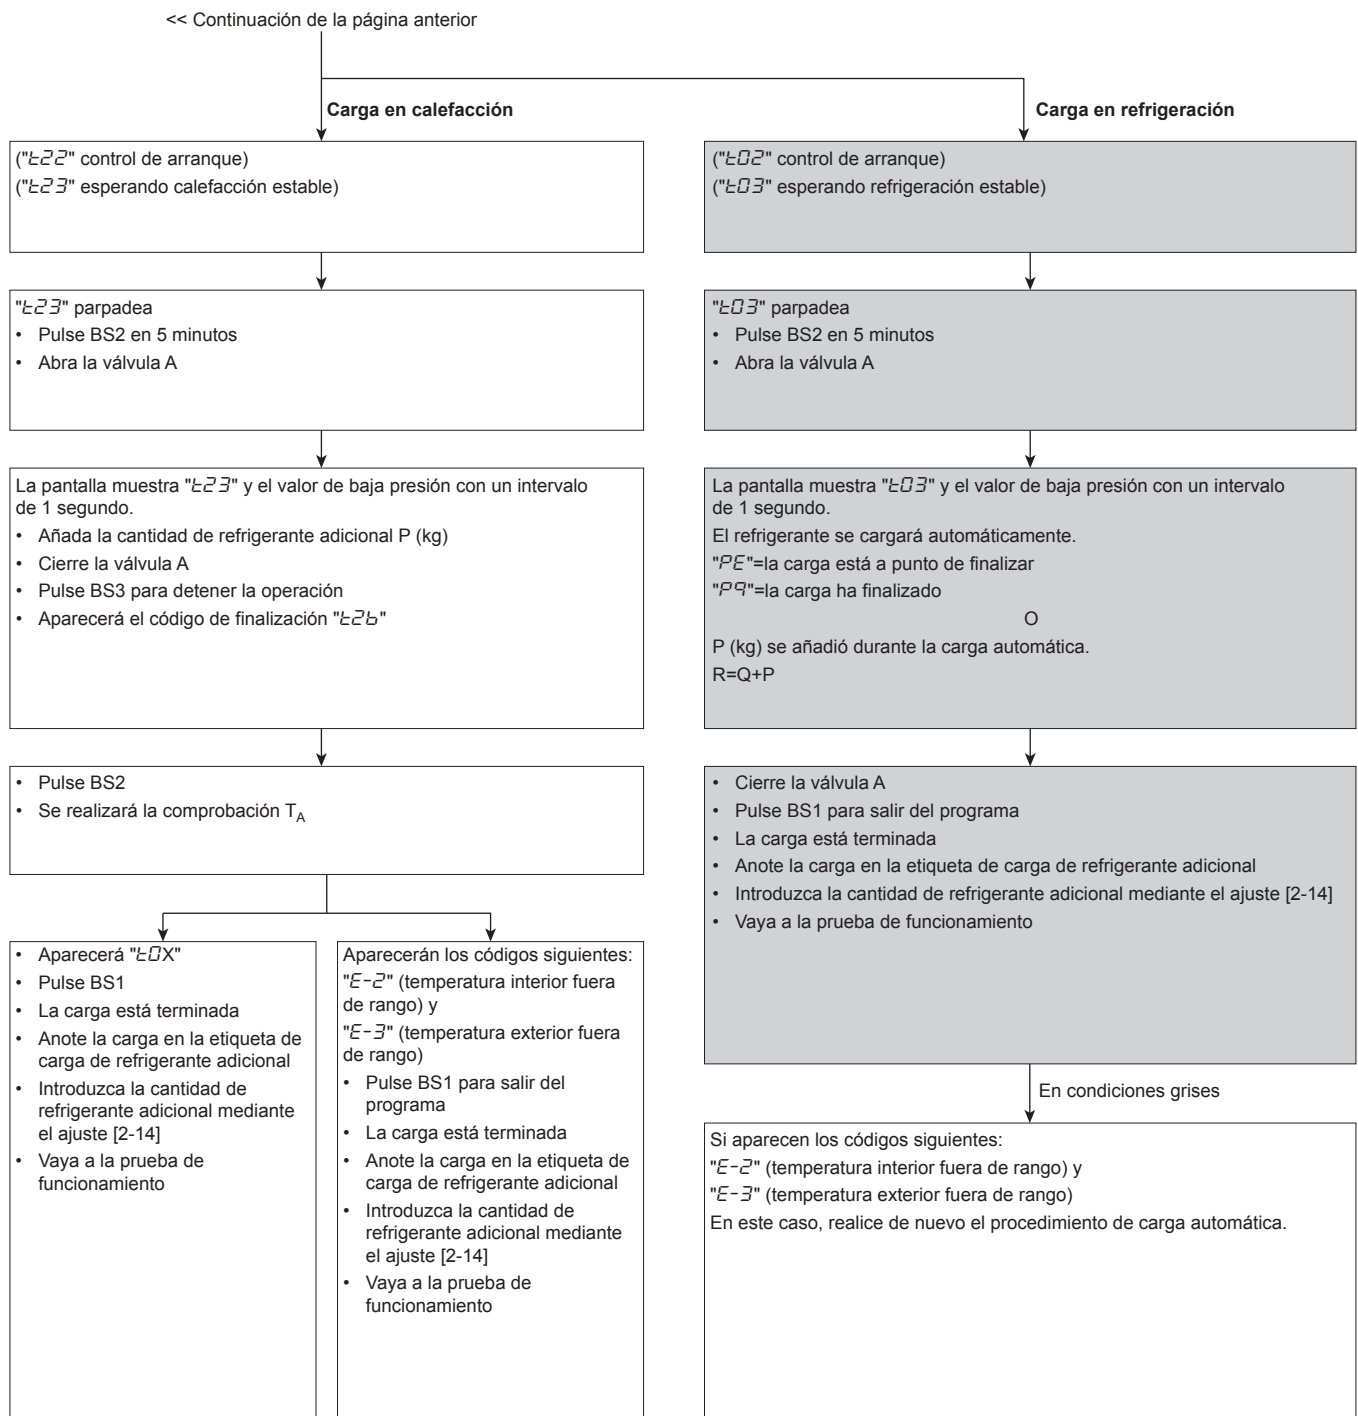 << Continuación de la página anterior
Carga en calefacción
("t22" control de arranque)
("t23" esperando calefacción estable)
"t23" parpadea
• Pulse BS2 en 5 minutos
• Abra la válvula A
La pantalla muestra "t23" y el valor de baja presión con un intervalo
de 1 segundo.
• Añada la cantidad de refrigerante adicional P (kg)
• Cierre la válvula A
• Pulse BS3 para detener la operación
• Aparecerá el código de finalización "t2b"
• Pulse BS2
• Se realizará la comprobación TA
• Aparecerá "t0X"
• Pulse BS1
• La carga está terminada
• Anote la carga en la etiqueta de
carga de refrigerante adicional
• Introduzca la cantidad de
refrigerante adicional mediante
el ajuste [2-14]
• Vaya a la prueba de
funcionamiento
Aparecerán los códigos siguientes:
"E-2" (temperatura interior fuera
de rango) y
"E-3" (temperatura exterior fuera
de rango)
• Pulse BS1 para salir del
programa
• La carga está terminada
• Anote la carga en la etiqueta de
carga de refrigerante adicional
• Introduzca la cantidad de
refrigerante adicional mediante
el ajuste [2-14]
• Vaya a la prueba de
funcionamiento
Carga en refrigeración
("t02" control de arranque)
("t03" esperando refrigeración estable)
"t03" parpadea
• Pulse BS2 en 5 minutos
• Abra la válvula A
La pantalla muestra "t03" y el valor de baja presión con un intervalo
de 1 segundo.
El refrigerante se cargará automáticamente.
"PE"=la carga está a punto de finalizar
"P9"=la carga ha finalizado
O
P (kg) se añadió durante la carga automática.
R=Q+P
• Cierre la válvula A
• Pulse BS1 para salir del programa
• La carga está terminada
• Anote la carga en la etiqueta de carga de refrigerante adicional
• Introduzca la cantidad de refrigerante adicional mediante el ajuste [2-14]
• Vaya a la prueba de funcionamiento
En condiciones grises
Si aparecen los códigos siguientes:
"E-2" (temperatura interior fuera de rango) y
"E-3" (temperatura exterior fuera de rango)
En este caso, realice de nuevo el procedimiento de carga automática.